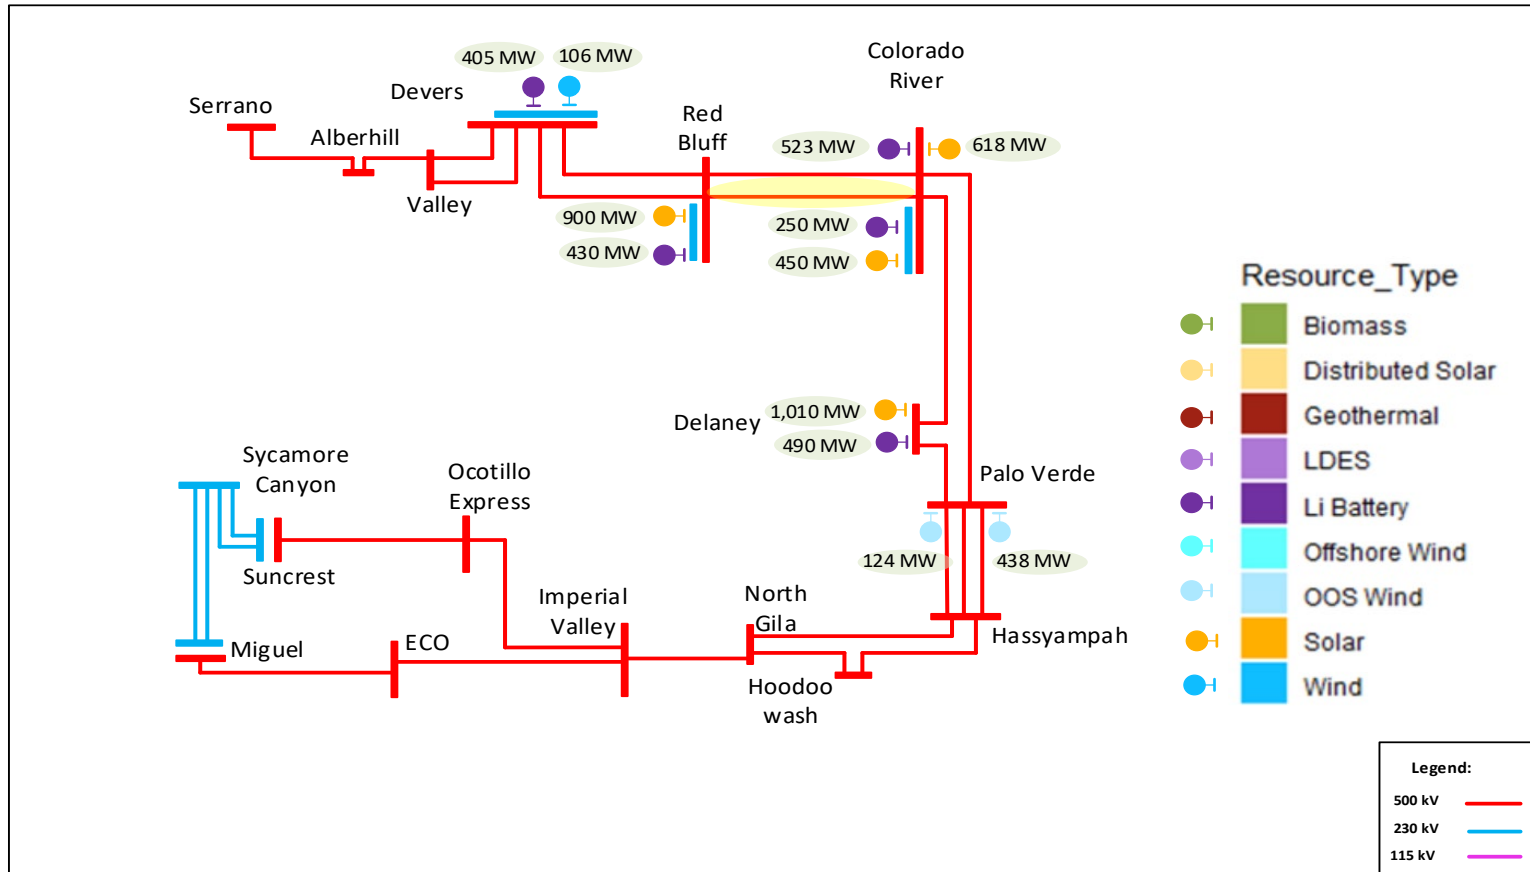 405 MW
106 MW
Colorado
River
Devers
Serrano
Alberhill
Red
Bluff
523 MW
618 MW
Valley
900 MW
430 MW
250 MW
450 MW
Resource_Type
Biomass
Distributed Solar
Geothermal
LDES
Li Battery
Offshore Wind
OOS Wind
Solar
Wind
Delaney
1,010 MW
490 MW
Palo Verde
124 MW
438 MW
Sycamore
Canyon
Ocotillo
Express
Suncrest
Imperial
Valley
North
Gila
Hassyampah
Miguel
ECO
Hoodoo
wash
Legend:
500 kV
230 kV
115 kV